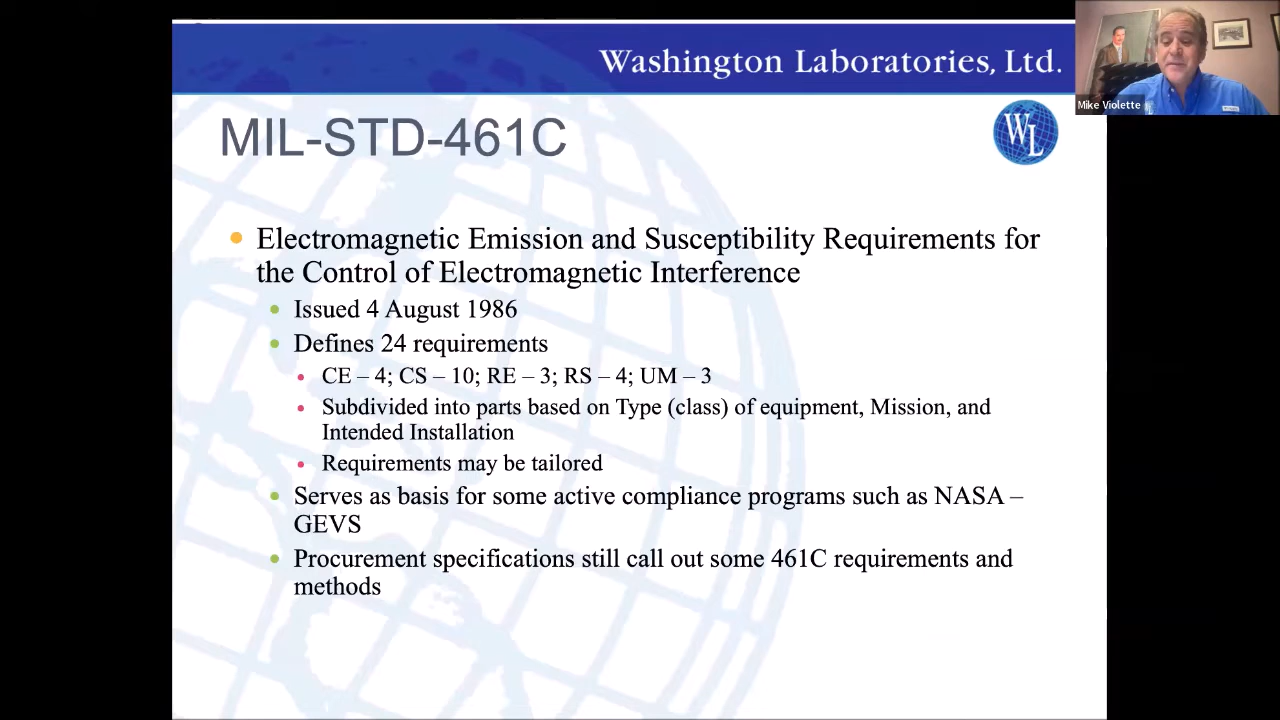 Washington Laboratories, Ltd.
Mike Violette
MIL-STD-461C
WL
Electromagnetic Emission and Susceptibility Requirements for
the Control of Electromagnetic Interference
Issued 4 August 1986
Defines 24 requirements
CE – 4; CS – 10; RE – 3; RS – 4; UM – 3
Subdivided into parts based on Type (class) of equipment, Mission, and
Intended Installation
Requirements may be tailored
Serves as basis for some active compliance programs such as NASA –
GEVS
Procurement specifications still call out some 461C requirements and
methods